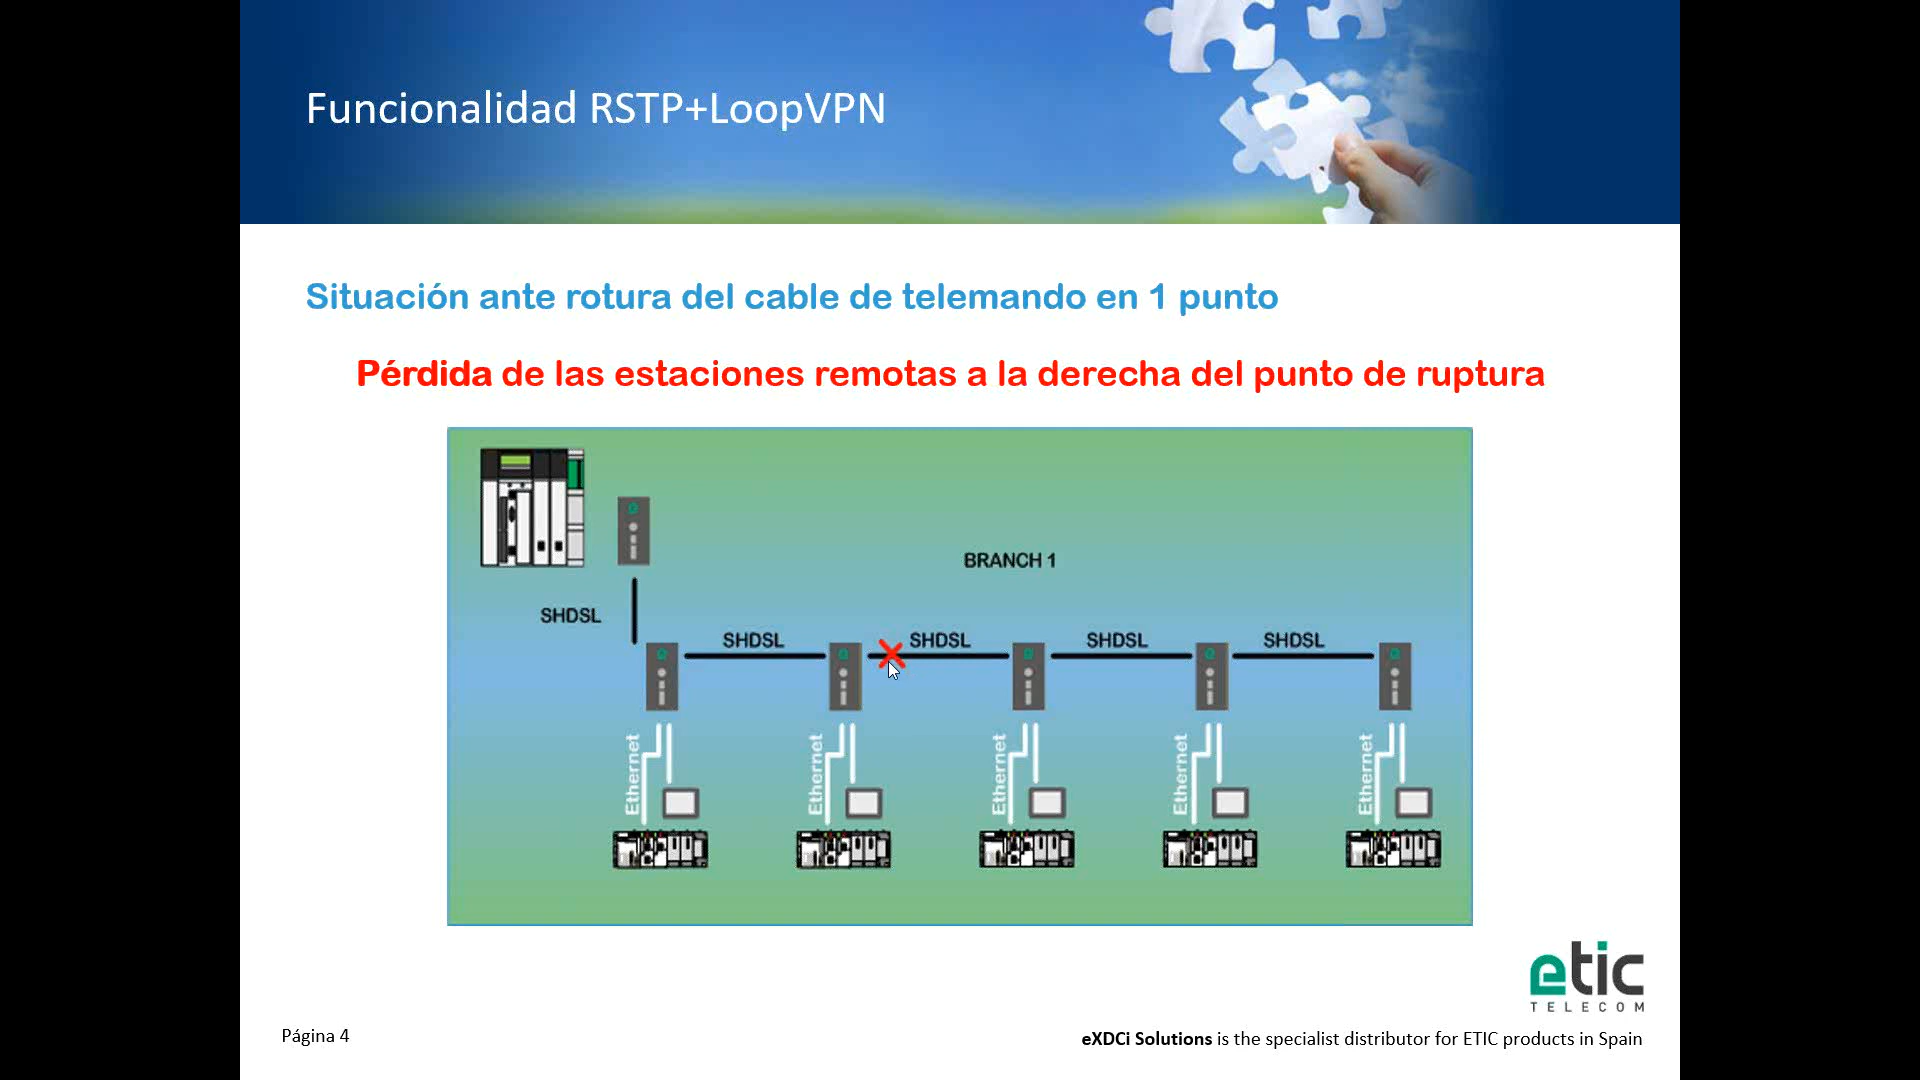 Funcionalidad RSTP+LoopVPN
Situación ante rotura del cable de telemando en 1 punto
Pérdida de las estaciones remotas a la derecha del punto de ruptura
BRANCH 1
SHDSL
SHDSL
SHDSL
SHDSL
SHDSL
Ethernet
Ethernet
Ethernet
Ethernet
Ethernet
etic
TELECOM
Página 4
eXDCi Solutions is the specialist distributor for ETIC products in Spain